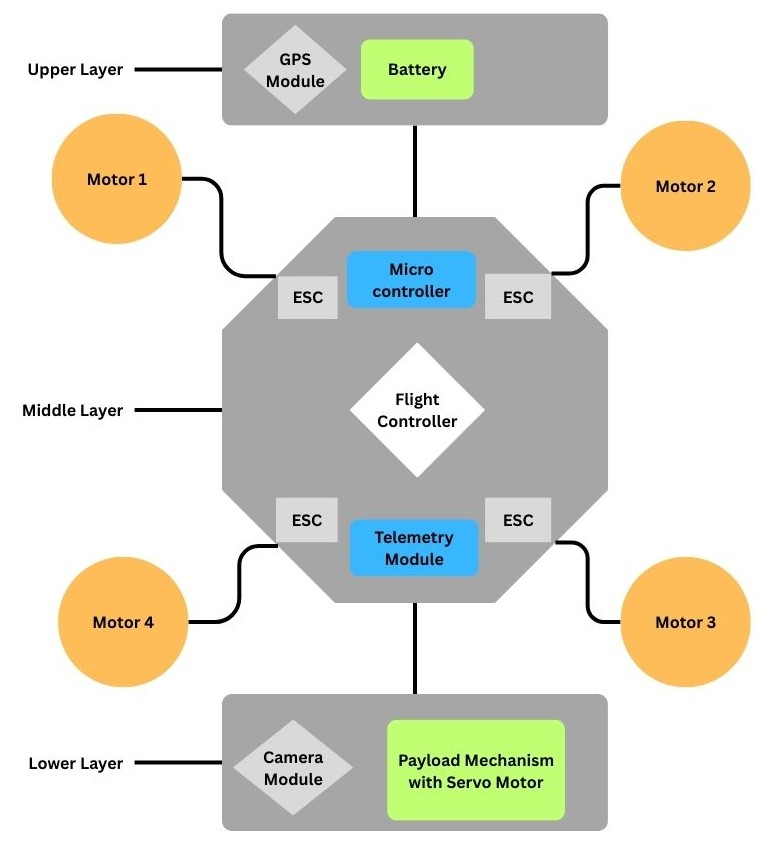 GPS
Module
Battery
Upper Layer
Motor 1
Motor 2
Micro
controller
ESC
ESC
Flight
Controller
Middle Layer
ESC
ESC
Telemetry
Module
Motor 4
Motor 3
Camera
Module
Payload Mechanism
with Servo Motor
Lower Layer